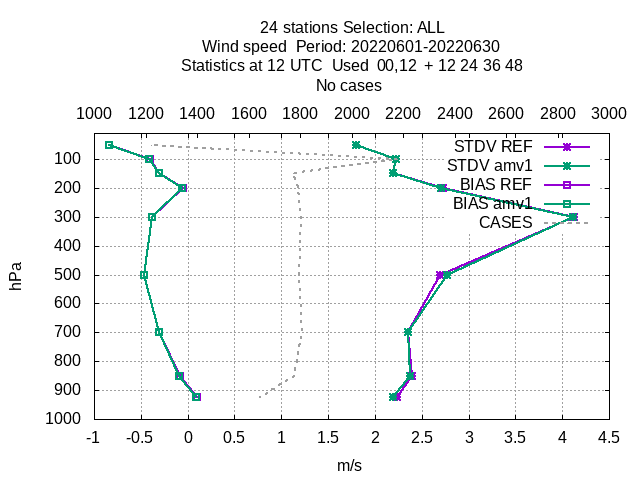 24 stations Selection: ALL
Wind speed  Period: 20220601-20220630
Statistics at 12 UTC  Used  00,12  + 12 24 36 48
No cases
1000 1200 1400 1600 1800 2000 2200 2400 2600 2800 3000
STDV REF
STDV amv1
BIAS REF
BIAS amv1
CASES
100
200
300
400
500
600
700
800
900
1000
hPa
-1 -0.5 0 0.5 1 1.5 2 2.5 3 3.5 4 4.5
m/s